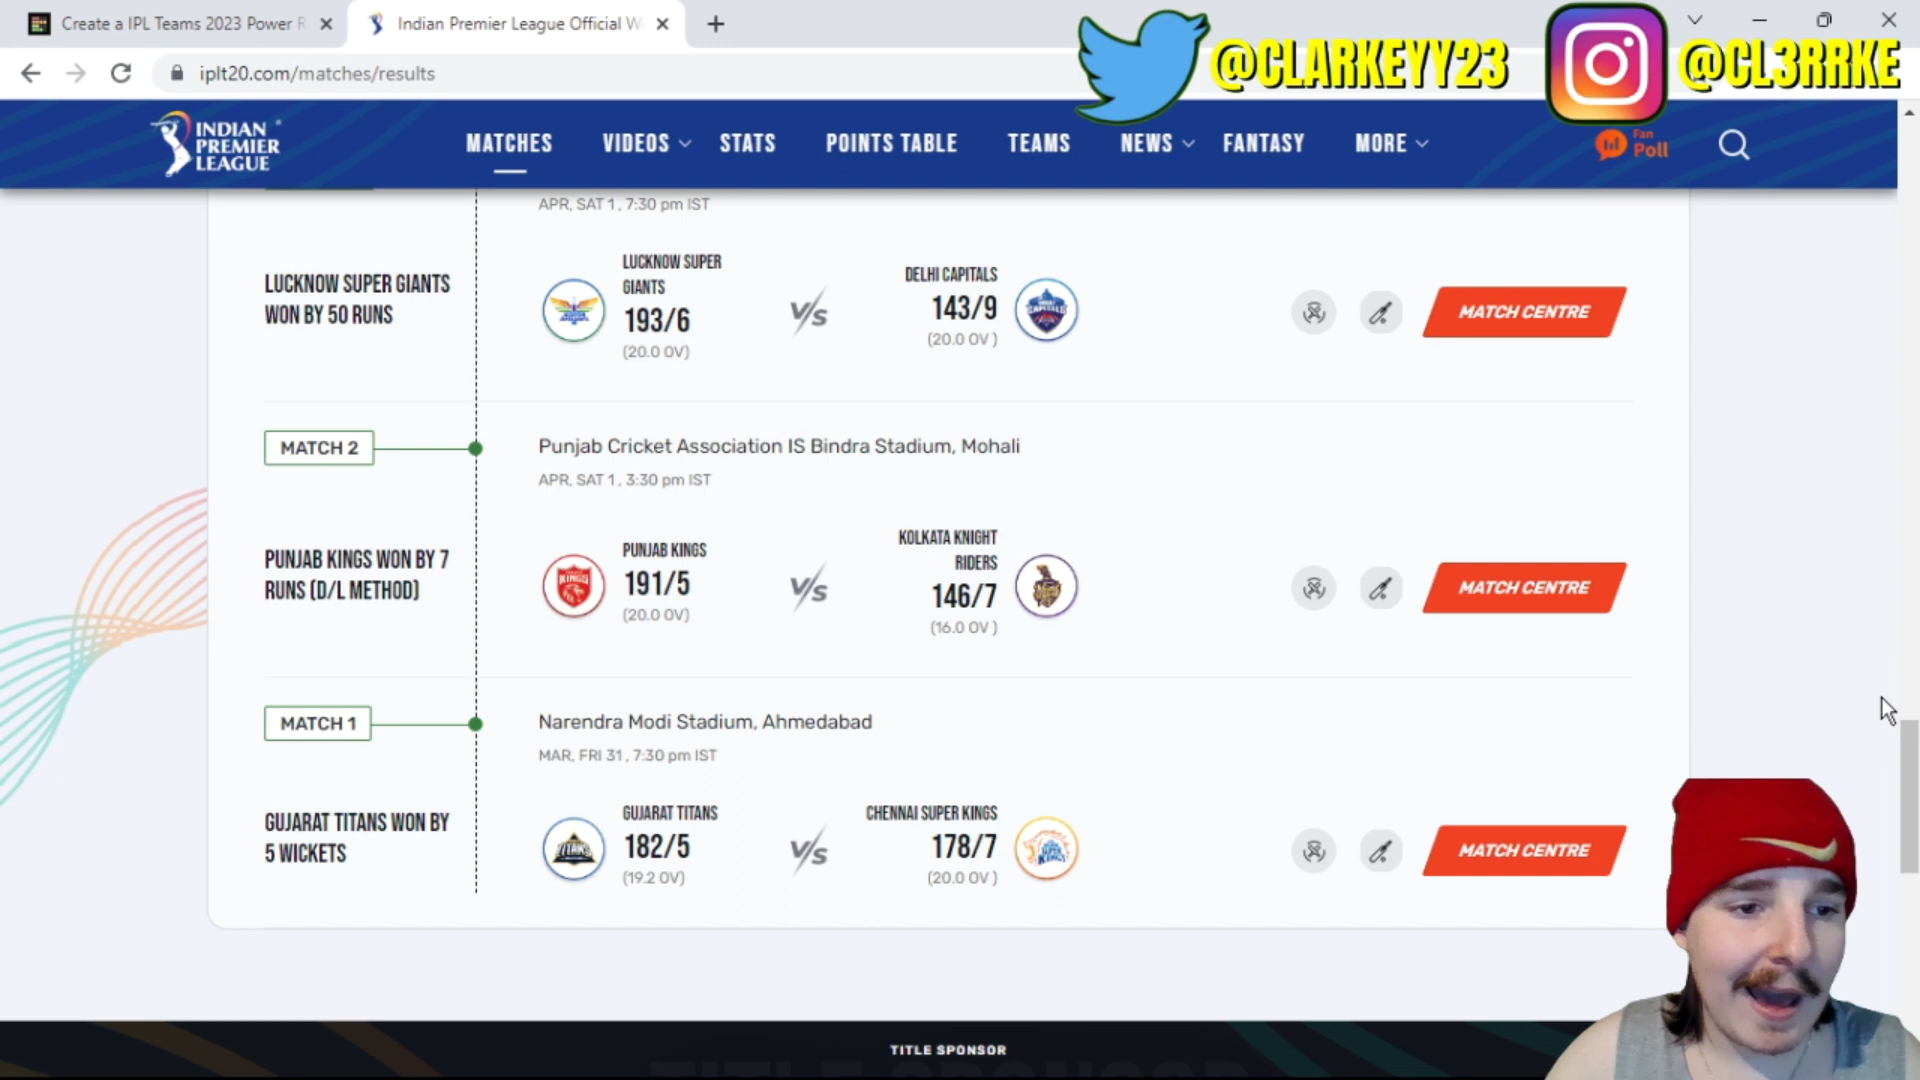 Create a IPL Teams 2023 Power R
Indian Premier League Official W
iplt20.com/matches/results
@CLARKEYY23
@CL3RRKE
INDIAN
PREMIER
LEAGUE
MATCHES
VIDEOS
STATS
POINTS TABLE
TEAMS
NEWS
FANTASY
MORE
Fan
Poll
APR, SAT 1 , 7:30 pm IST
LUCKNOW SUPER GIANTS
WON BY 50 RUNS
LUCKNOW SUPER
GIANTS
193/6
(20.0 OV)
V/S
DELHI CAPITALS
143/9
(20.0 OV )
CAPITALS
MATCH CENTRE
MATCH 2
Punjab Cricket Association IS Bindra Stadium, Mohali
APR, SAT 1 , 3:30 pm IST
PUNJAB KINGS WON BY 7
RUNS (D/L METHOD)
KINGS
PUNJAB KINGS
191/5
(20.0 OV)
V/S
KOLKATA KNIGHT
RIDERS
146/7
(16.0 OV )
MATCH CENTRE
MATCH 1
Narendra Modi Stadium, Ahmedabad
MAR, FRI 31 , 7:30 pm IST
GUJARAT TITANS WON BY
5 WICKETS
TITANS
GUJARAT TITANS
182/5
(19.2 OV)
V/S
CHENNAI SUPER KINGS
178/7
(20.0 OV )
MATCH CENTRE
TITLE SPONSOR
TITLE SPONSOR